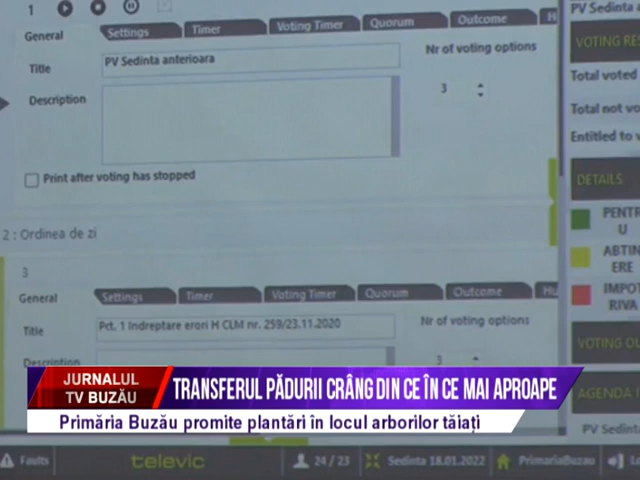 1
PV Sedinta a
General
Settings
Timer
Voting Timer
Quorum
Outcome
H
VOTING RES
Title
PV Sedinta anterioara
Nr of voting options
Total voted
Description
3
Total not vo
Entitled to v
Print after voting has stopped
DETAILS
2 : Ordinea de zi
PENTR
U
ABTIN
ERE
IMPOT
RIVA
3
General
Settings
Timer
Voting Timer
Quorum
Outcome
Hu
Title
Pct. 1 Indreptare erori H CLM nr. 259/23.11.2020
Nr of voting options
VOTING OU
Description
3
JURNALUL
TV BUZĂU
TRANSFERUL PĂDURII CRÂNG DIN CE ÎN CE MAI APROAPE
AGENDA
Primăria Buzău promite plantări în locul arborilor tăiați
PV Sedinta
Faults
televic
24 / 23
Sedinta 18.01.2022
PrimariaBuzau
Lo